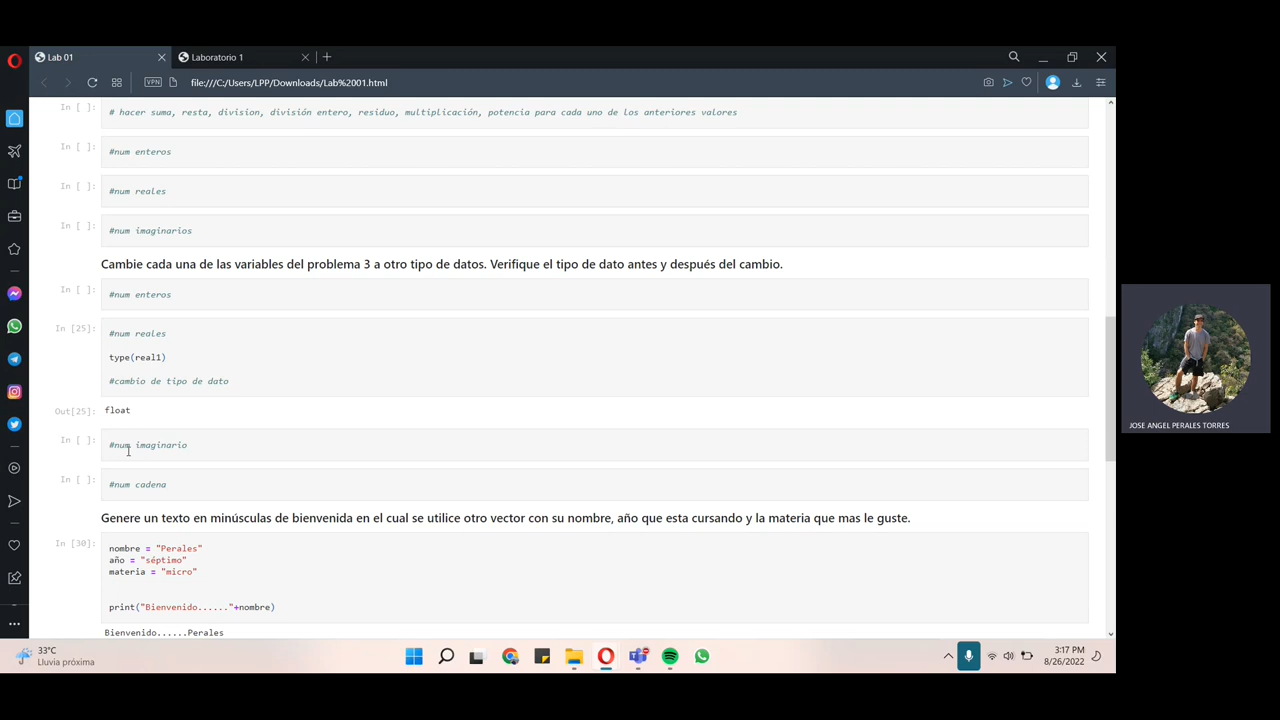 Lab 01
Laboratorio 1
VPN
file:///C:/Users/LPP/Downloads/Lab%2001.html
In [ ]:
# hacer suma, resta, division, división entero, residuo, multiplicación, potencia para cada uno de los anteriores valores
In [ ]:
#num enteros
In [ ]:
#num reales
In [ ]:
#num imaginarios
Cambie cada una de las variables del problema 3 a otro tipo de datos. Verifique el tipo de dato antes y después del cambio.
In [ ]:
#num enteros
In [25]:
#num reales
type(real1)
#cambio de tipo de dato
Out[25]:
float
In [ ]:
#num imaginario
In [ ]:
#num cadena
Genere un texto en minúsculas de bienvenida en el cual se utilice otro vector con su nombre, año que esta cursando y la materia que mas le guste.
In [30]:
nombre = "Perales"
año = "séptimo"
materia = "micro"
print("Bienvenido......"+nombre)
Bienvenido......Perales
JOSE ANGEL PERALES TORRES
33°C
Lluvia próxima
3:17 PM
8/26/2022